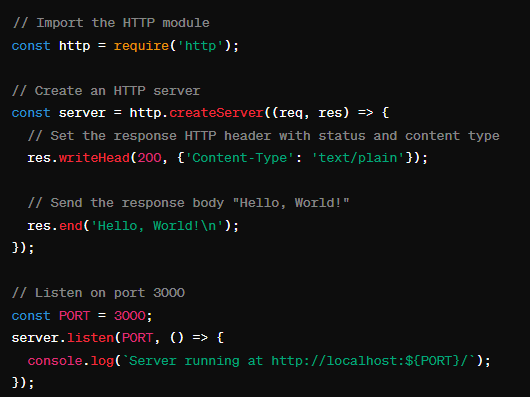 // Import the HTTP module
const http = require('http');

// Create an HTTP server
const server = http.createServer((req, res) => {
  // Set the response HTTP header with status and content type
  res.writeHead(200, {'Content-Type': 'text/plain'});

  // Send the response body "Hello, World!"
  res.end('Hello, World!\n');
});

// Listen on port 3000
const PORT = 3000;
server.listen(PORT, () => {
  console.log(`Server running at http://localhost:${PORT}/`);
});